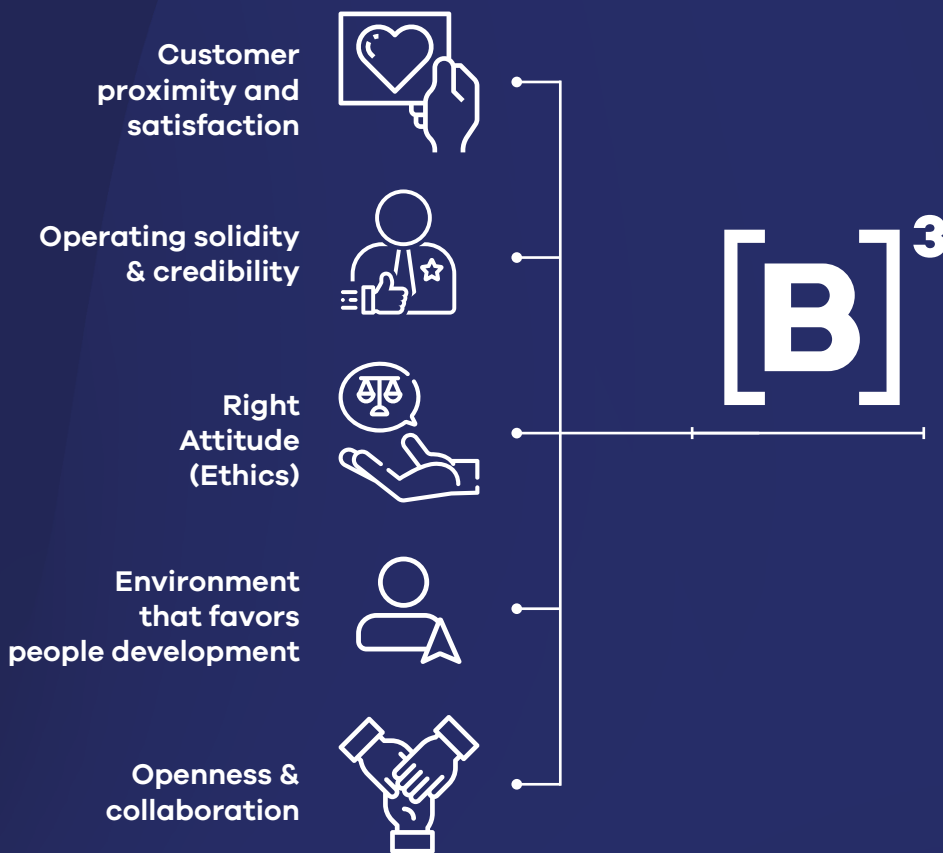 Customer
proximity and
satisfaction
Operating solidity
& credibility
[B]³
Right
Attitude
(Ethics)
Environment
that favors
people development
Openness &
collaboration